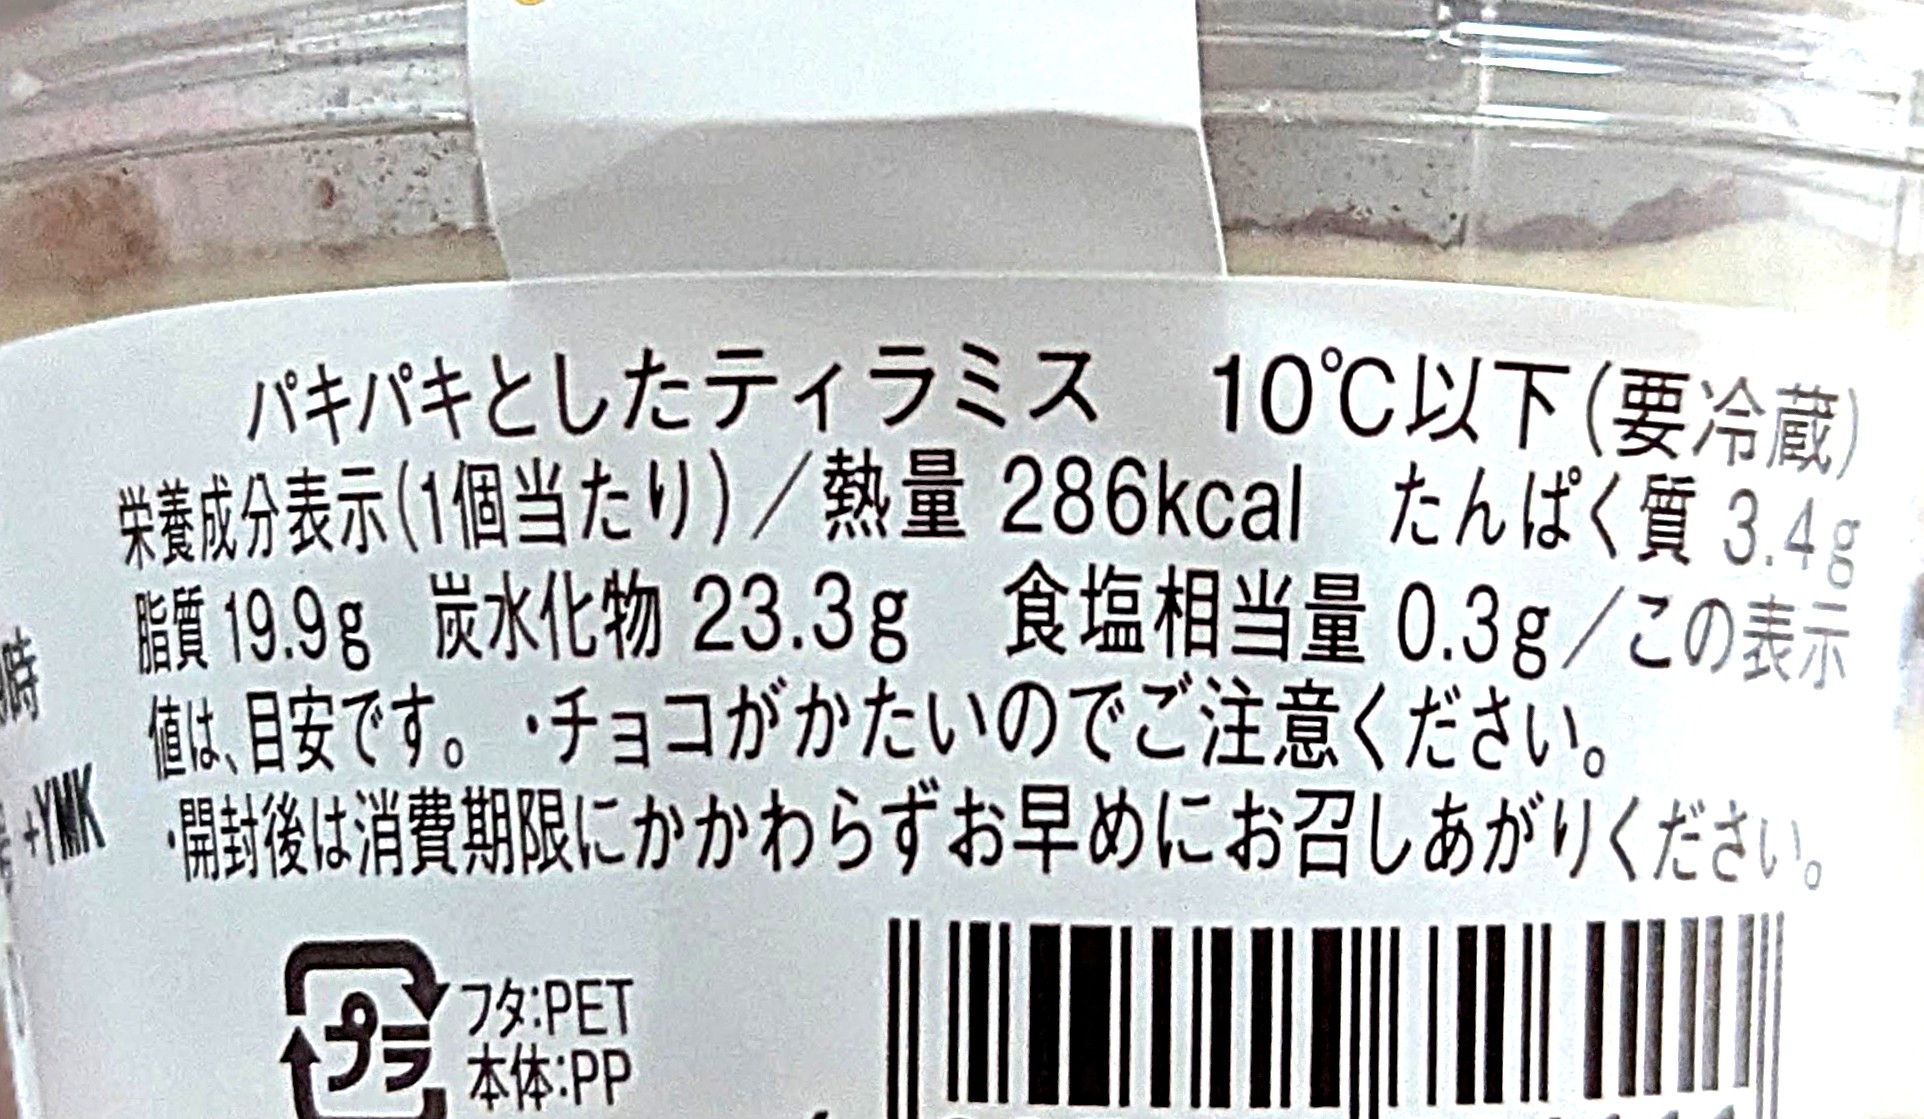 パキパキとしたティラミス　10℃以下(要冷蔵)
栄養成分表示(1個当たり)／熱量 286kcal　たんぱく質 3.4g
脂質 19.9g　炭水化物 23.3g　食塩相当量 0.3g／この表示
値は、目安です。 ・チョコがかたいのでご注意ください。
・開封後は消費期限にかかわらずお早めにお召しあがりください。
時
+YMK
プラ
フタ:PET
本体:PP